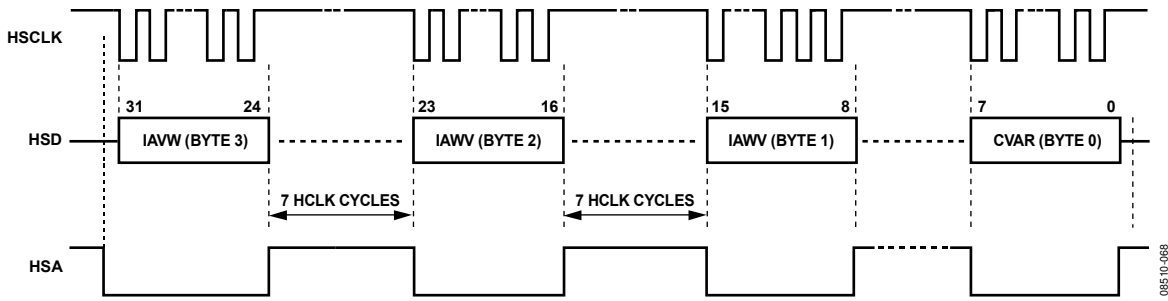 HSCLK
31 24 23 16 15 8 7 0
HSD
IAVW (BYTE 3) IAWV (BYTE 2) IAWV (BYTE 1) CVAR (BYTE 0)
7 HCLK CYCLES 7 HCLK CYCLES
HSA
08510-068